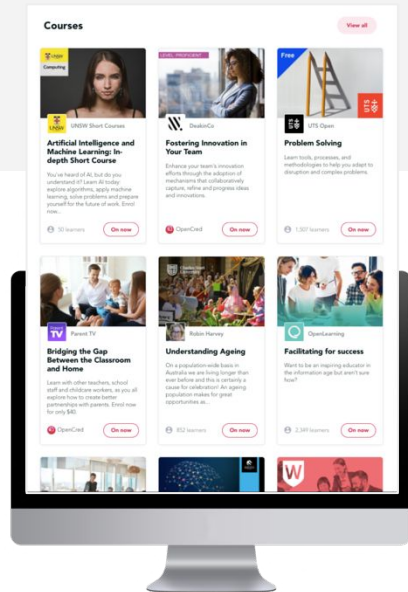 Courses
View all
UNSW
Computing
UNSW
UNSW Short Courses
Artificial Intelligence and
Machine Learning: In-
depth Short Course
You've heard of AI, but do you
understand it? Learn AI today:
explore algorithms, apply machine
learning, solve problems and prepare
yourself for the future of work. Enrol
now...
learners
On now
LEVEL: PROFICIENT
DeakinCo
Fostering Innovation in
Your Team
Enhance your team's innovation
efforts through the adoption of
mechanisms that collaboratively
capture, refine and progress ideas
and innovations.
OpenCred
On now
Free
UTS
UTS
UTS Open
Problem Solving
Learn tools, processes, and
methodologies to help you adapt to
disruption and complex problems.
learners
On now
TV
Parent TV
Bridging the Gap
Between the Classroom
and Home
Learn with other teachers, school
staff and childcare workers, as you all
explore how to create better
partnerships with parents. Enrol now
for only $40.
OpenCred
On now
Charles Sturt
University
Robin Harvey
Understanding Ageing
On a population-wide basis in
Australia we are living longer than
ever before and this is certainly a
cause for celebration! An ageing
population makes for great
opportunities as...
852 learners
On now
OpenLearning
Facilitating for success
Want to be an inspiring educator in
the information age but aren't sure
how?
learners
On now
W